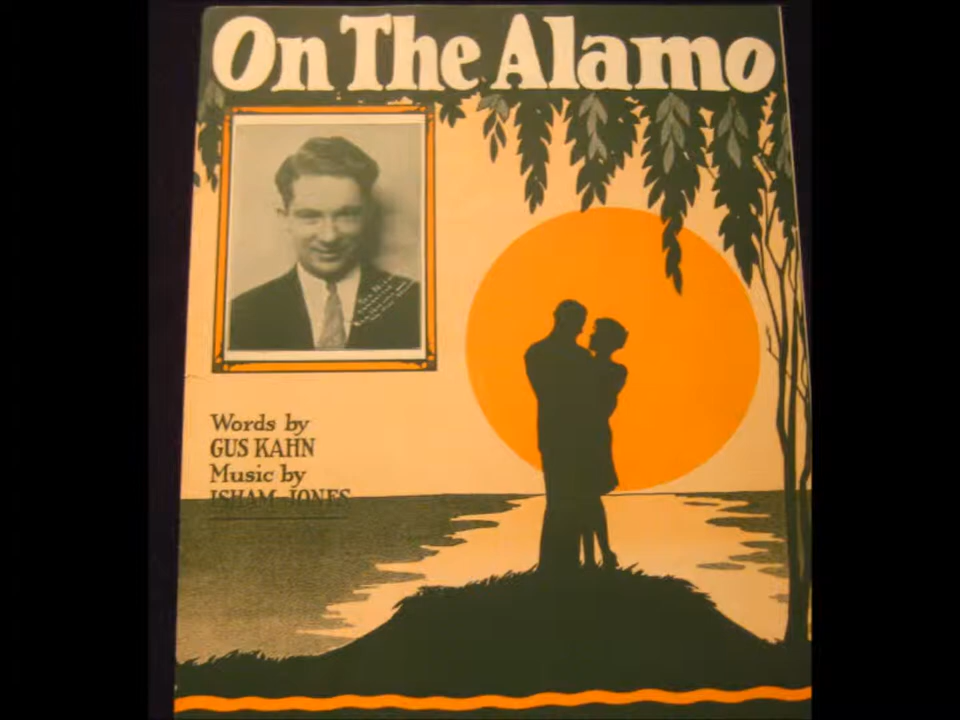 On The Alamo
Words by
GUS KAHN
Music by
ISHAM JONES